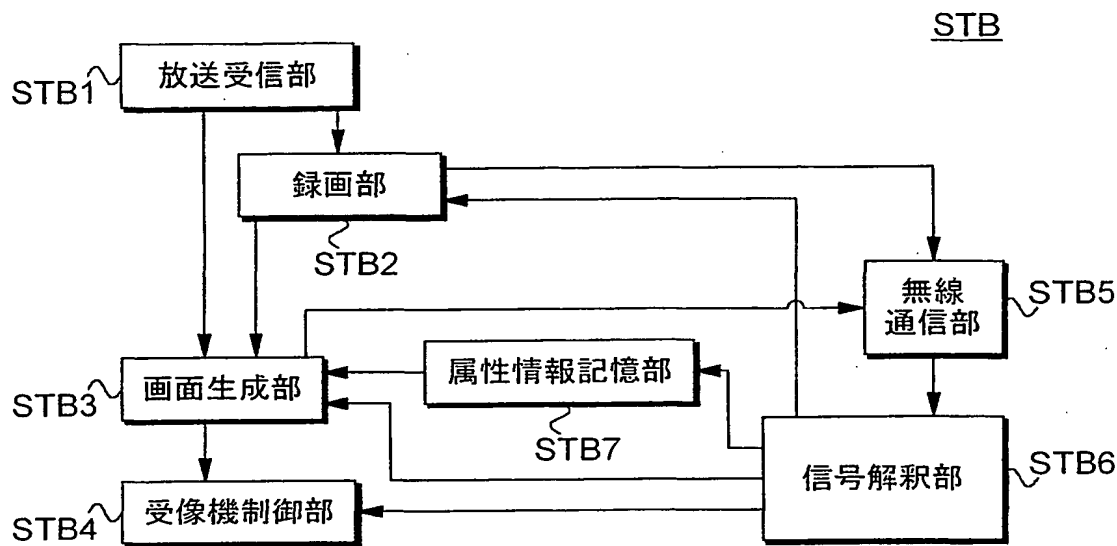 STB
放送受信部
STB1
録画部
STB2
無線
通信部
STB5
画面生成部
STB3
属性情報記憶部
STB7
信号解釈部
STB6
受像機制御部
STB4